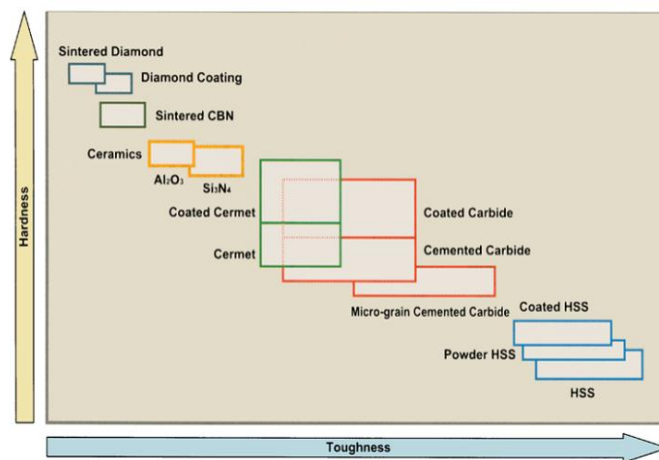 Sintered Diamond
Diamond Coating
Sintered CBN
Ceramics
Al₂O₃
Si₃N₄
Coated Cermet
Coated Carbide
Cermet
Cemented Carbide
Micro-grain Cemented Carbide
Coated HSS
Powder HSS
HSS
Hardness
Toughness